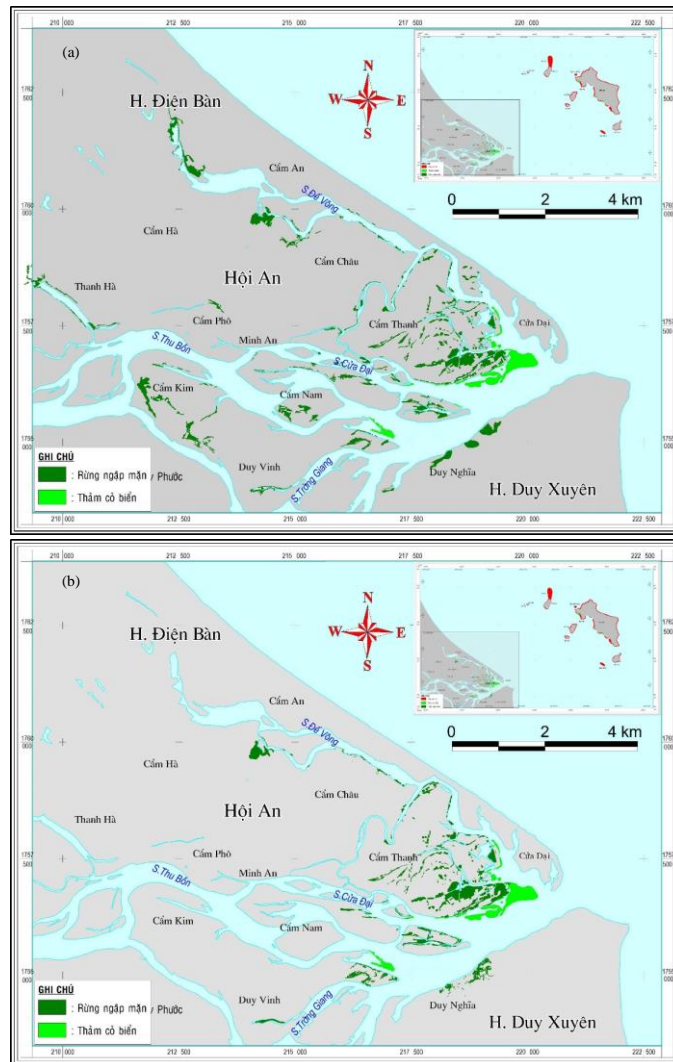 210 000
212 500
215 000
217 500
220 000
222 500
(a)
N
W E
S
H. Điện Bàn
Cẩm An
S.Đế Võng
0 2 4 km
Cẩm Hà
Hội An
Cẩm Châu
Thanh Hà
Cẩm Phô
Cẩm Thanh
Cửa Đại
S.Thu Bồn
Minh An
S.Cửa Đại
Cẩm Kim
Cẩm Nam
GHI CHÚ
: Rừng ngập mặn / Phước
: Thảm cỏ biển
Duy Vinh
S.Trường Giang
Duy Nghĩa
H. Duy Xuyên
210 000
212 500
215 000
217 500
220 000
222 500
210 000
212 500
215 000
217 500
220 000
222 500
(b)
N
W E
S
H. Điện Bàn
Cẩm An
S.Đế Võng
0 2 4 km
Cẩm Hà
Cẩm Châu
Hội An
Thanh Hà
Cẩm Phô
Cẩm Thanh
Cửa Đại
S.Thu Bồn
Minh An
S.Cửa Đại
Cẩm Kim
Cẩm Nam
GHI CHÚ
: Rừng ngập mặn / Phước
: Thảm cỏ biển
Duy Vinh
S.Trường Giang
Duy Nghĩa
H. Duy Xuyên
210 000
212 500
215 000
217 500
220 000
222 500